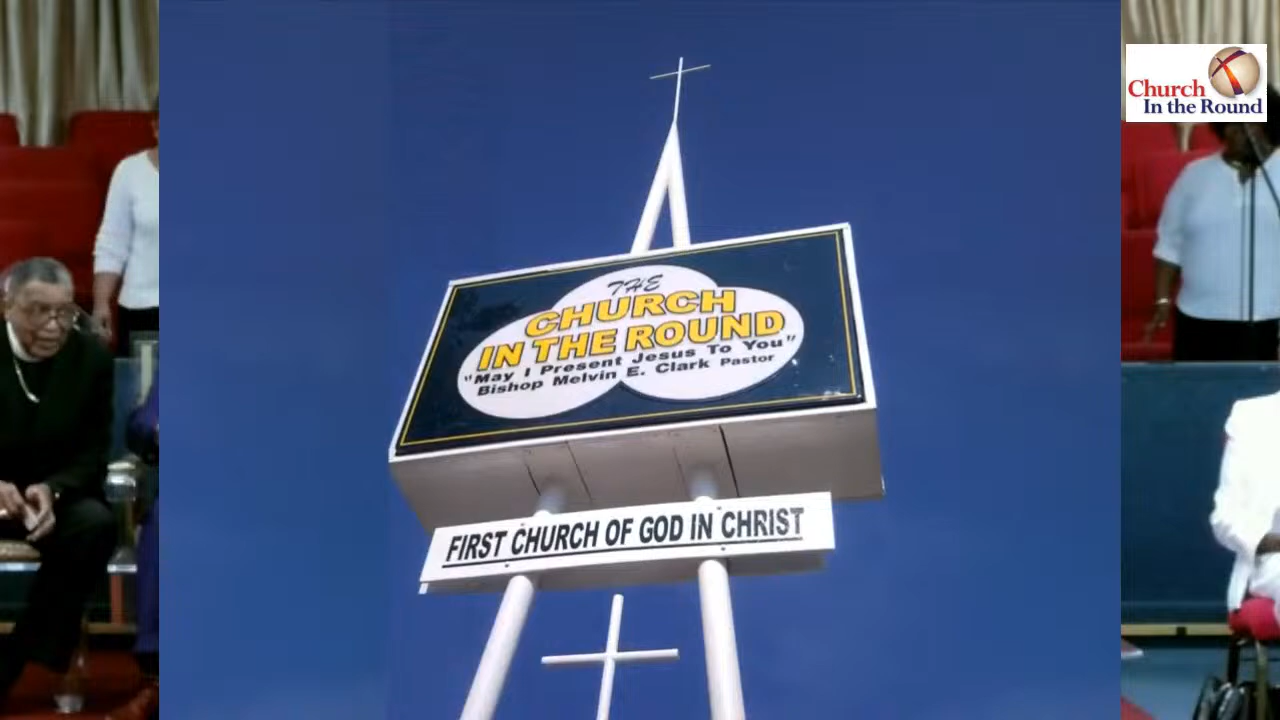 Church
In the Round
THE
CHURCH
IN THE ROUND
"May I Present Jesus To You"
Bishop Melvin E. Clark Pastor
FIRST CHURCH OF GOD IN CHRIST